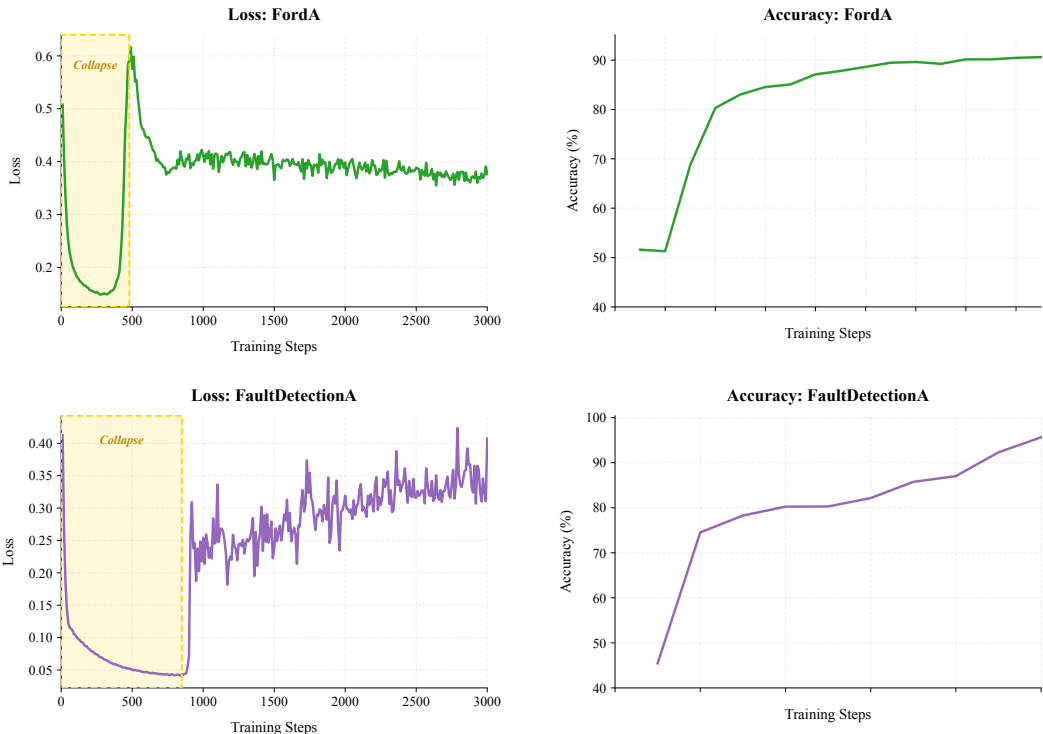 Loss: FordA
Loss
0.6
0.5
0.4
0.3
0.2
Collapse
0 500 1000 1500 2000 2500 3000
Training Steps
Accuracy: FordA
Accuracy (%)
90
80
70
60
50
40
Training Steps
Loss: FaultDetectionA
Loss
0.40
0.35
0.30
0.25
0.20
0.15
0.10
0.05
Collapse
0 500 1000 1500 2000 2500 3000
Training Steps
Accuracy: FaultDetectionA
Accuracy (%)
100
90
80
70
60
50
40
Training Steps